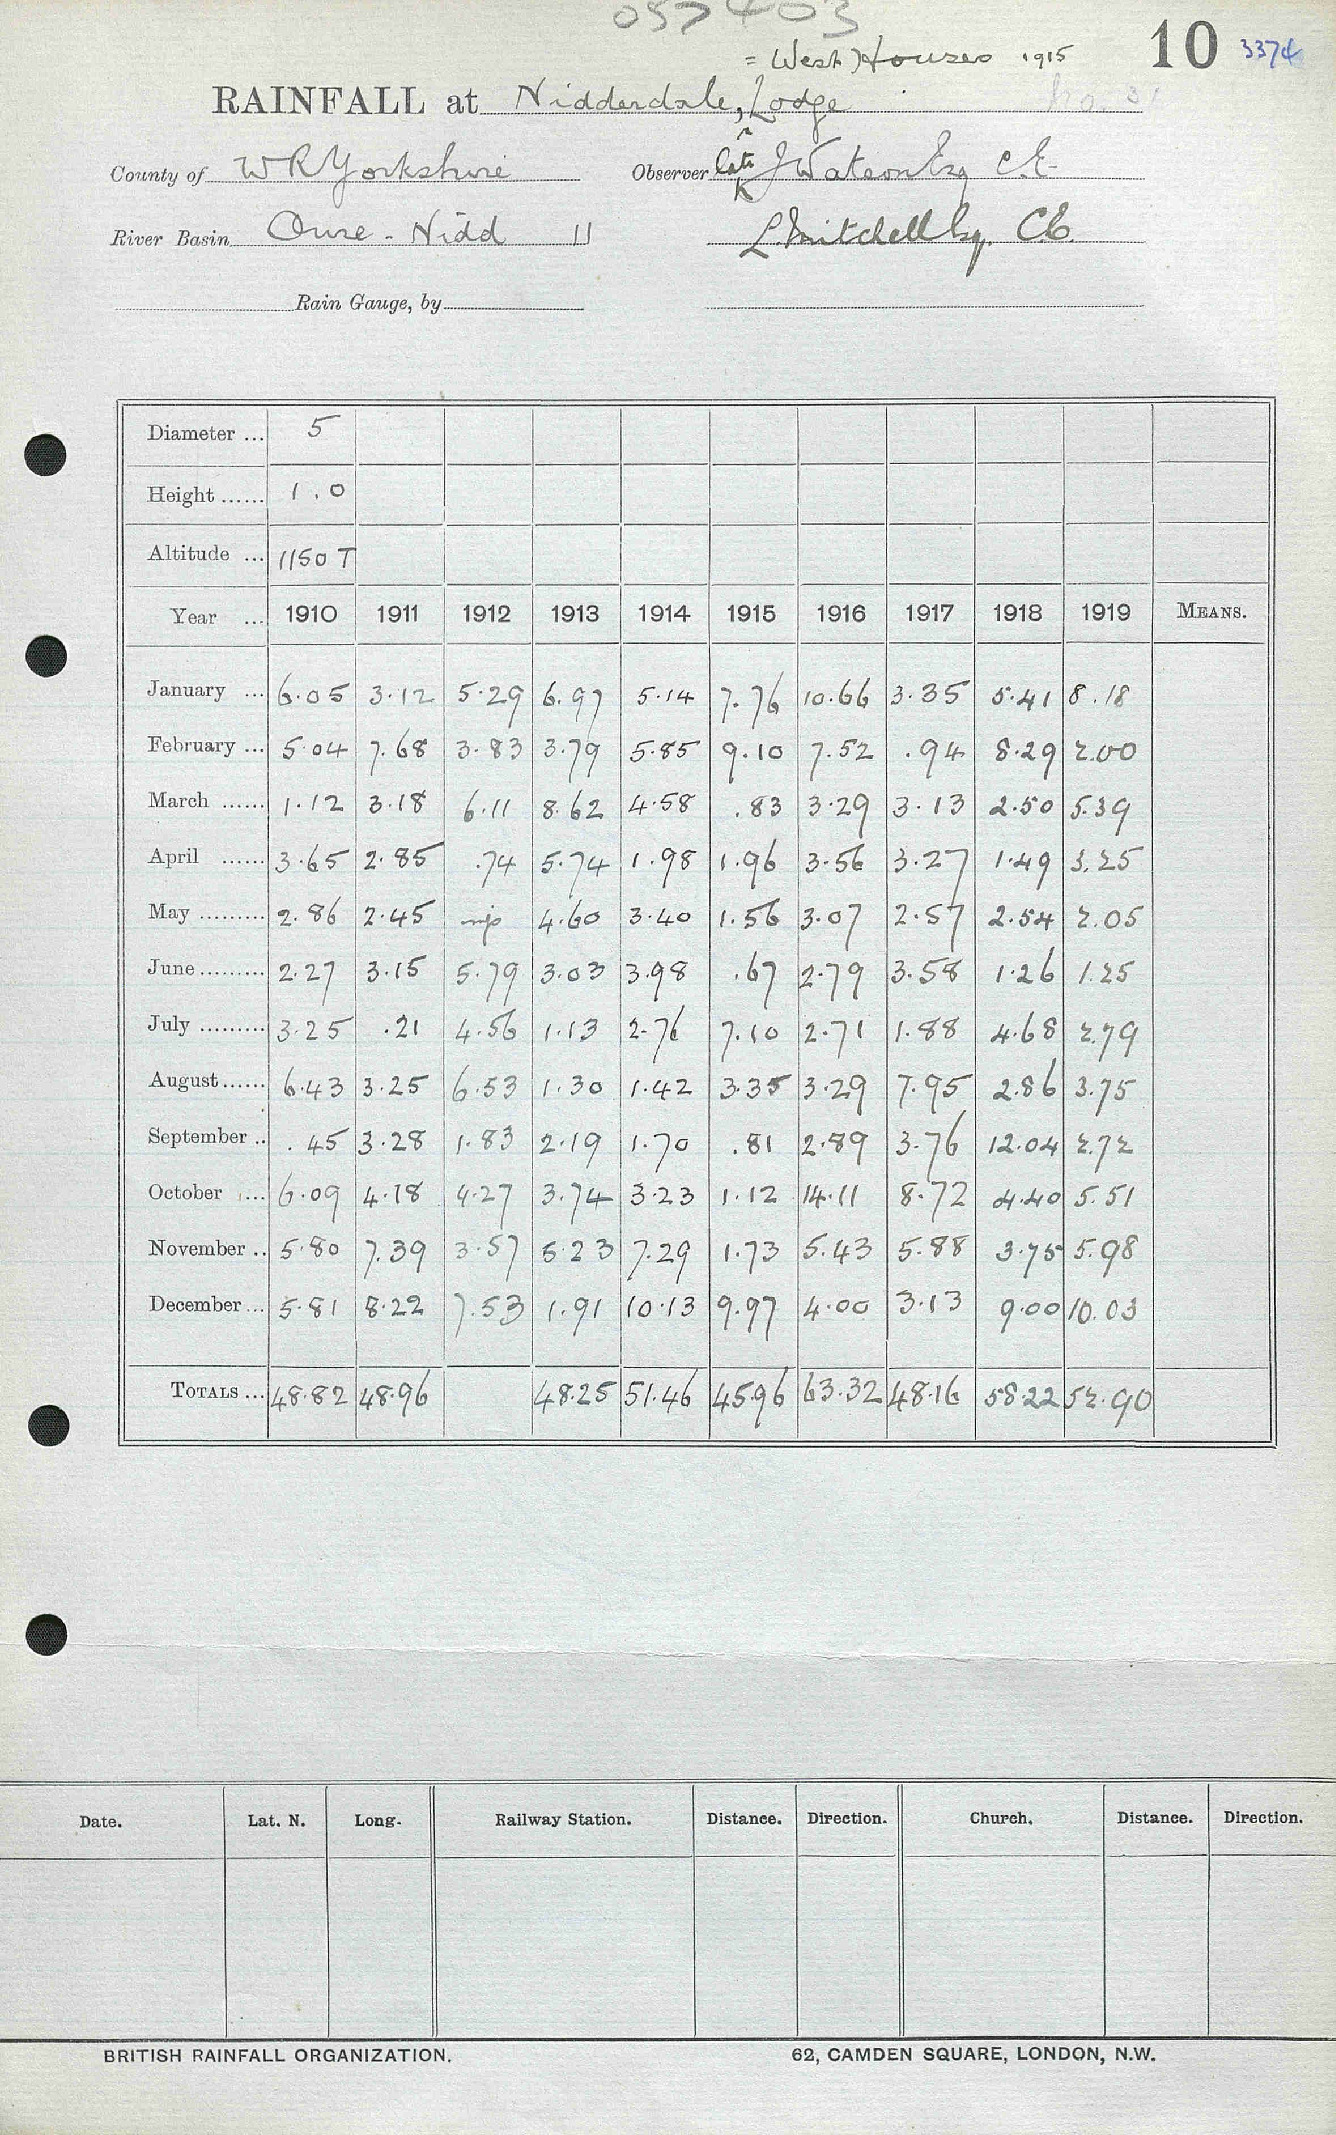 057403
= West Houses 1915 10 3374
RAINFALL at Nidderdale, Lodge
County of W R Yorkshire Observer late J Watson Esq C.E.
River Basin Oure - Nidd 11 L. Mitchell Esq. C.E.
Rain Gauge, by
Diameter ... 5
Height ...... 1.0
Altitude ... 1150 T
Year ... 1910 1911 1912 1913 1914 1915 1916 1917 1918 1919 MEANS.
January ... 6.05 3.12 5.29 6.97 5.14 7.76 10.66 3.35 5.41 8.18
February ... 5.04 7.68 3.83 3.79 5.85 9.10 7.52 .94 8.29 2.00
March ...... 1.12 3.18 6.11 8.62 4.58 .83 3.29 3.13 2.50 5.39
April ...... 3.65 2.85 .74 5.74 1.98 1.96 3.56 3.27 1.49 3.25
May ......... 2.86 2.45 4.60 3.40 1.56 3.07 2.57 2.54 2.05
June ......... 2.27 3.15 5.79 3.03 3.98 .67 2.79 3.58 1.26 1.25
July ......... 3.25 .21 4.56 1.13 2.76 7.10 2.71 1.88 4.68 2.79
August ...... 6.43 3.25 6.53 1.30 1.42 3.35 3.29 7.95 2.86 3.75
September .. .45 3.28 1.83 2.19 1.70 .81 2.89 3.76 12.04 2.72
October ... 6.09 4.18 4.27 3.74 3.23 1.12 14.11 8.72 4.40 5.51
November .. 5.80 7.39 3.57 5.23 7.29 1.73 5.43 5.88 3.75 5.98
December ... 5.81 8.22 7.53 1.91 10.13 9.97 4.00 3.13 9.00 10.03
TOTALS ... 48.82 48.96 48.25 51.46 45.96 63.32 48.16 58.22 52.90
Date. Lat. N. Long. Railway Station. Distance. Direction. Church. Distance. Direction.
BRITISH RAINFALL ORGANIZATION. 62, CAMDEN SQUARE, LONDON, N.W.